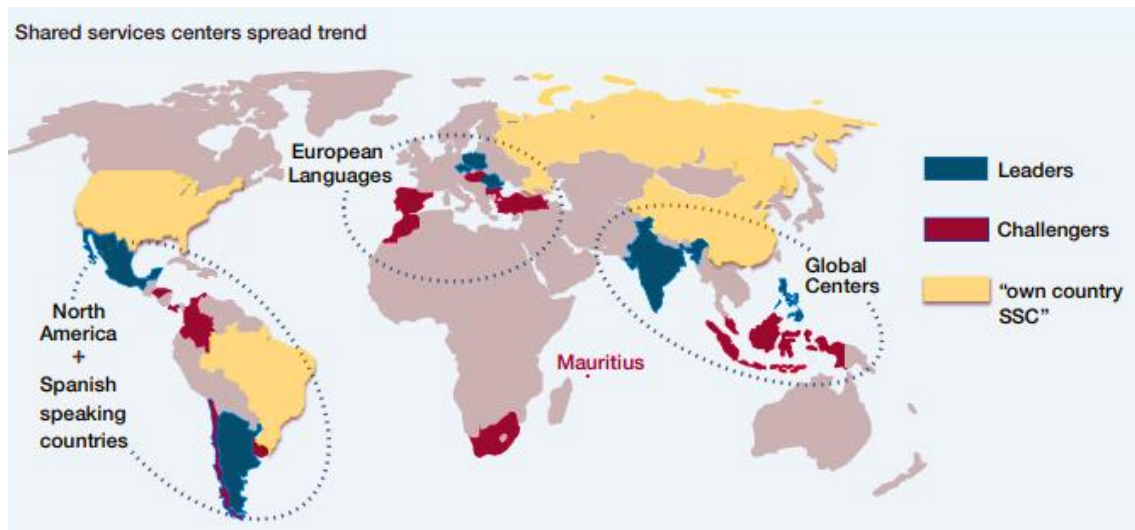 Shared services centers spread trend
European
Languages
North
America
+
Spanish
speaking
countries
Mauritius
Global
Centers
Leaders
Challengers
“own country
SSC”